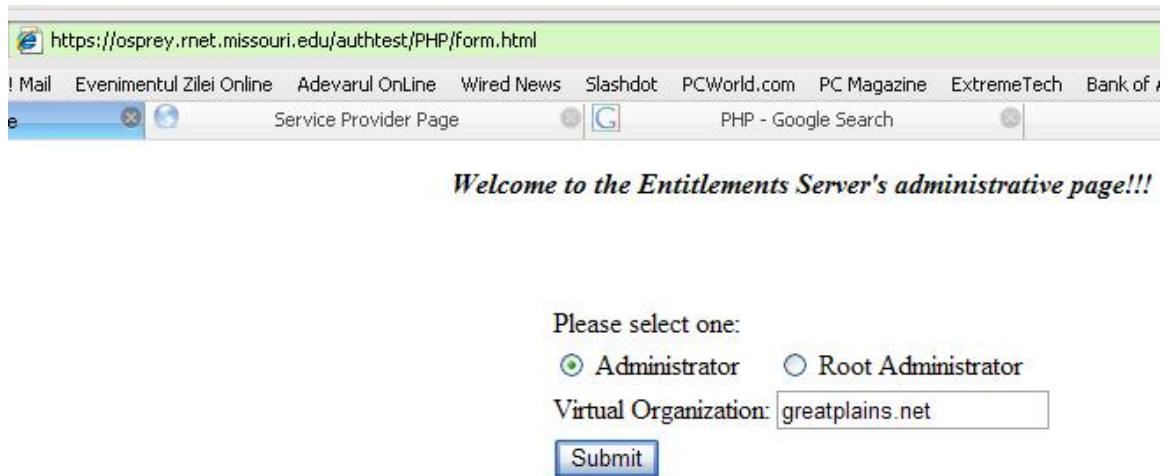 https://osprey.rnet.missouri.edu/authtest/PHP/form.html
! Mail Evenimentul Zilei Online Adevarul OnLine Wired News Slashdot PCWorld.com PC Magazine ExtremeTech Bank of
e Service Provider Page PHP - Google Search
Welcome to the Entitlements Server's administrative page!!!
Please select one:
Administrator Root Administrator
Virtual Organization: greatplains.net
Submit